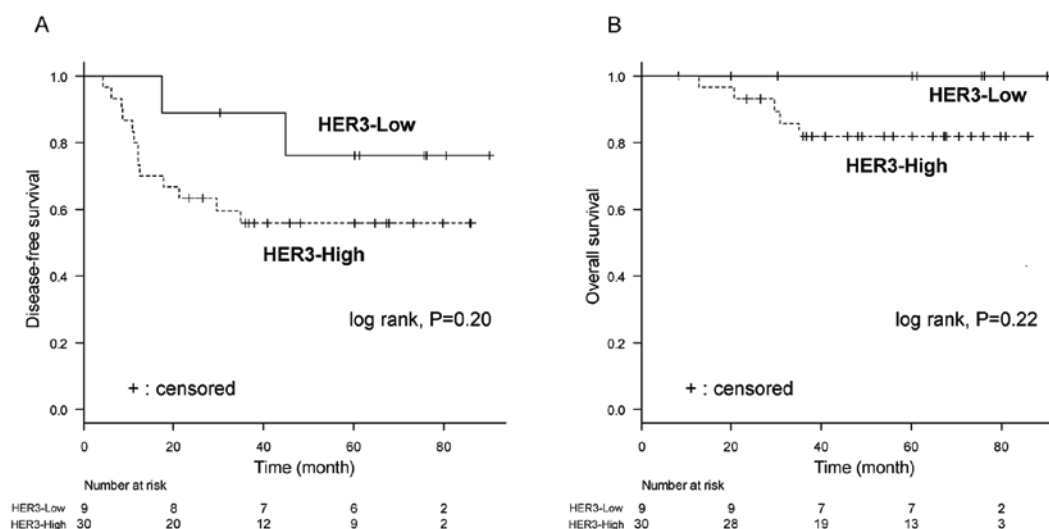 A
1.0
0.8
0.6
0.4
0.2
0.0
Disease-free survival
HER3-Low
HER3-High
log rank, P=0.20
+ : censored
0 20 40 60 80
Time (month)
Number at risk
HER3-Low 9 8 7 6 2
HER3-High 30 20 12 9 2
B
1.0
0.8
0.6
0.4
0.2
0.0
Overall survival
HER3-Low
HER3-High
log rank, P=0.22
+ : censored
0 20 40 60 80
Time (month)
Number at risk
HER3-Low 9 9 7 7 2
HER3-High 30 28 19 13 3